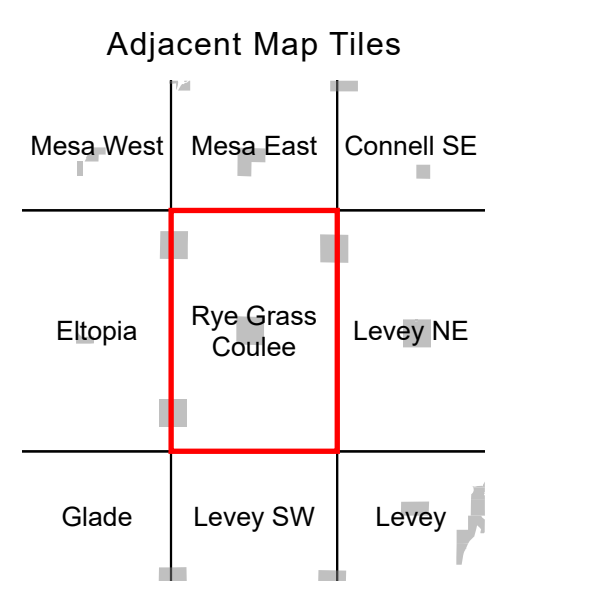 Adjacent Map Tiles
Mesa West
Mesa East
Connell SE
Eltopia
Rye Grass
Coulee
Levey NE
Glade
Levey SW
Levey